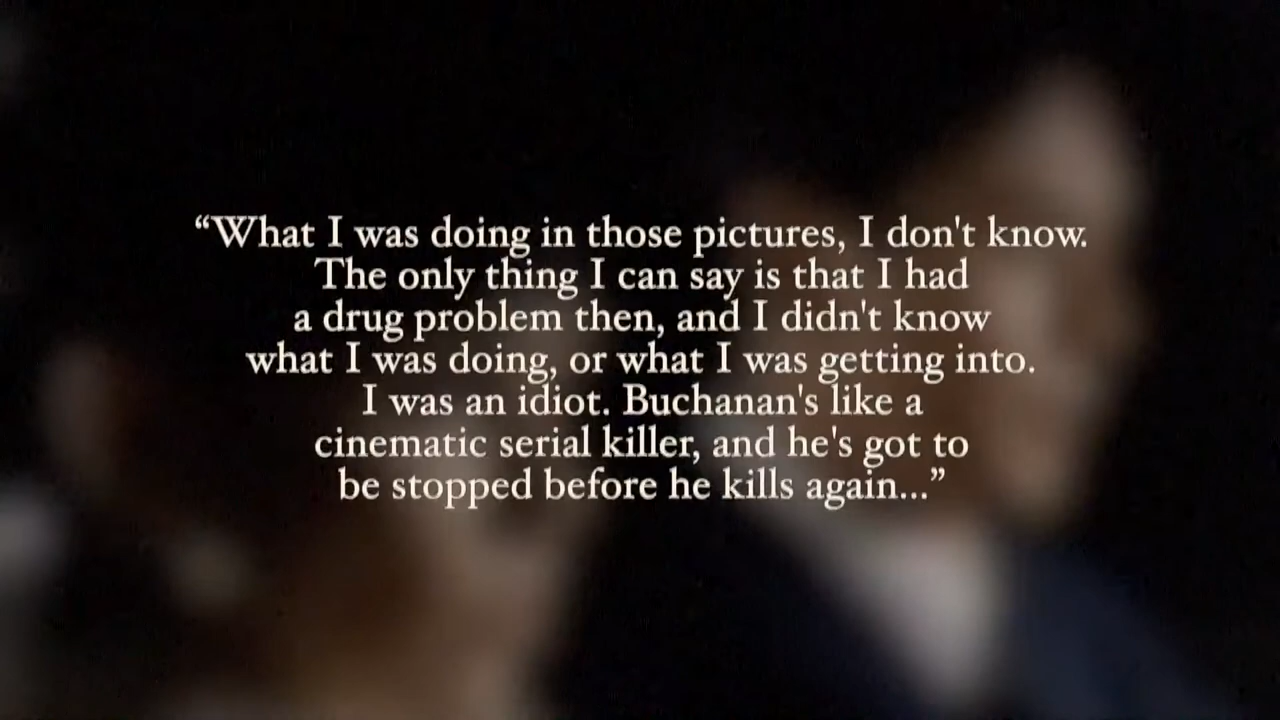 “What I was doing in those pictures, I don't know.
The only thing I can say is that I had
a drug problem then, and I didn't know
what I was doing, or what I was getting into.
I was an idiot. Buchanan's like a
cinematic serial killer, and he's got to
be stopped before he kills again...”